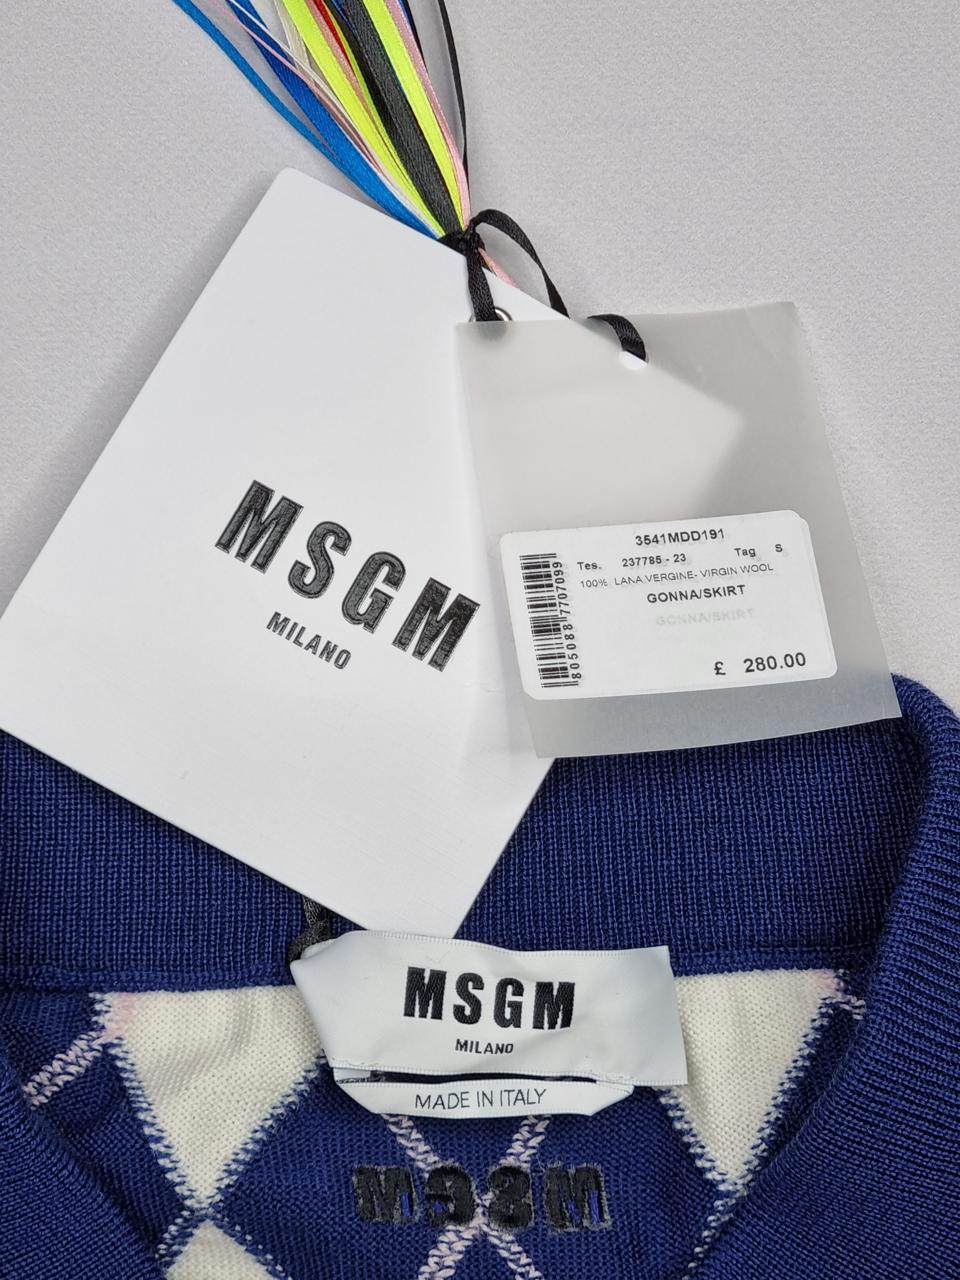 MSGM
MILANO
3541MDD191
Tes. 237785 - 23 Tag S
100% LANA VERGINE- VIRGIN WOOL
GONNA/SKIRT
GONNA/SKIRT
£ 280.00
8050887707099
MSGM
MILANO
MADE IN ITALY
MSGM